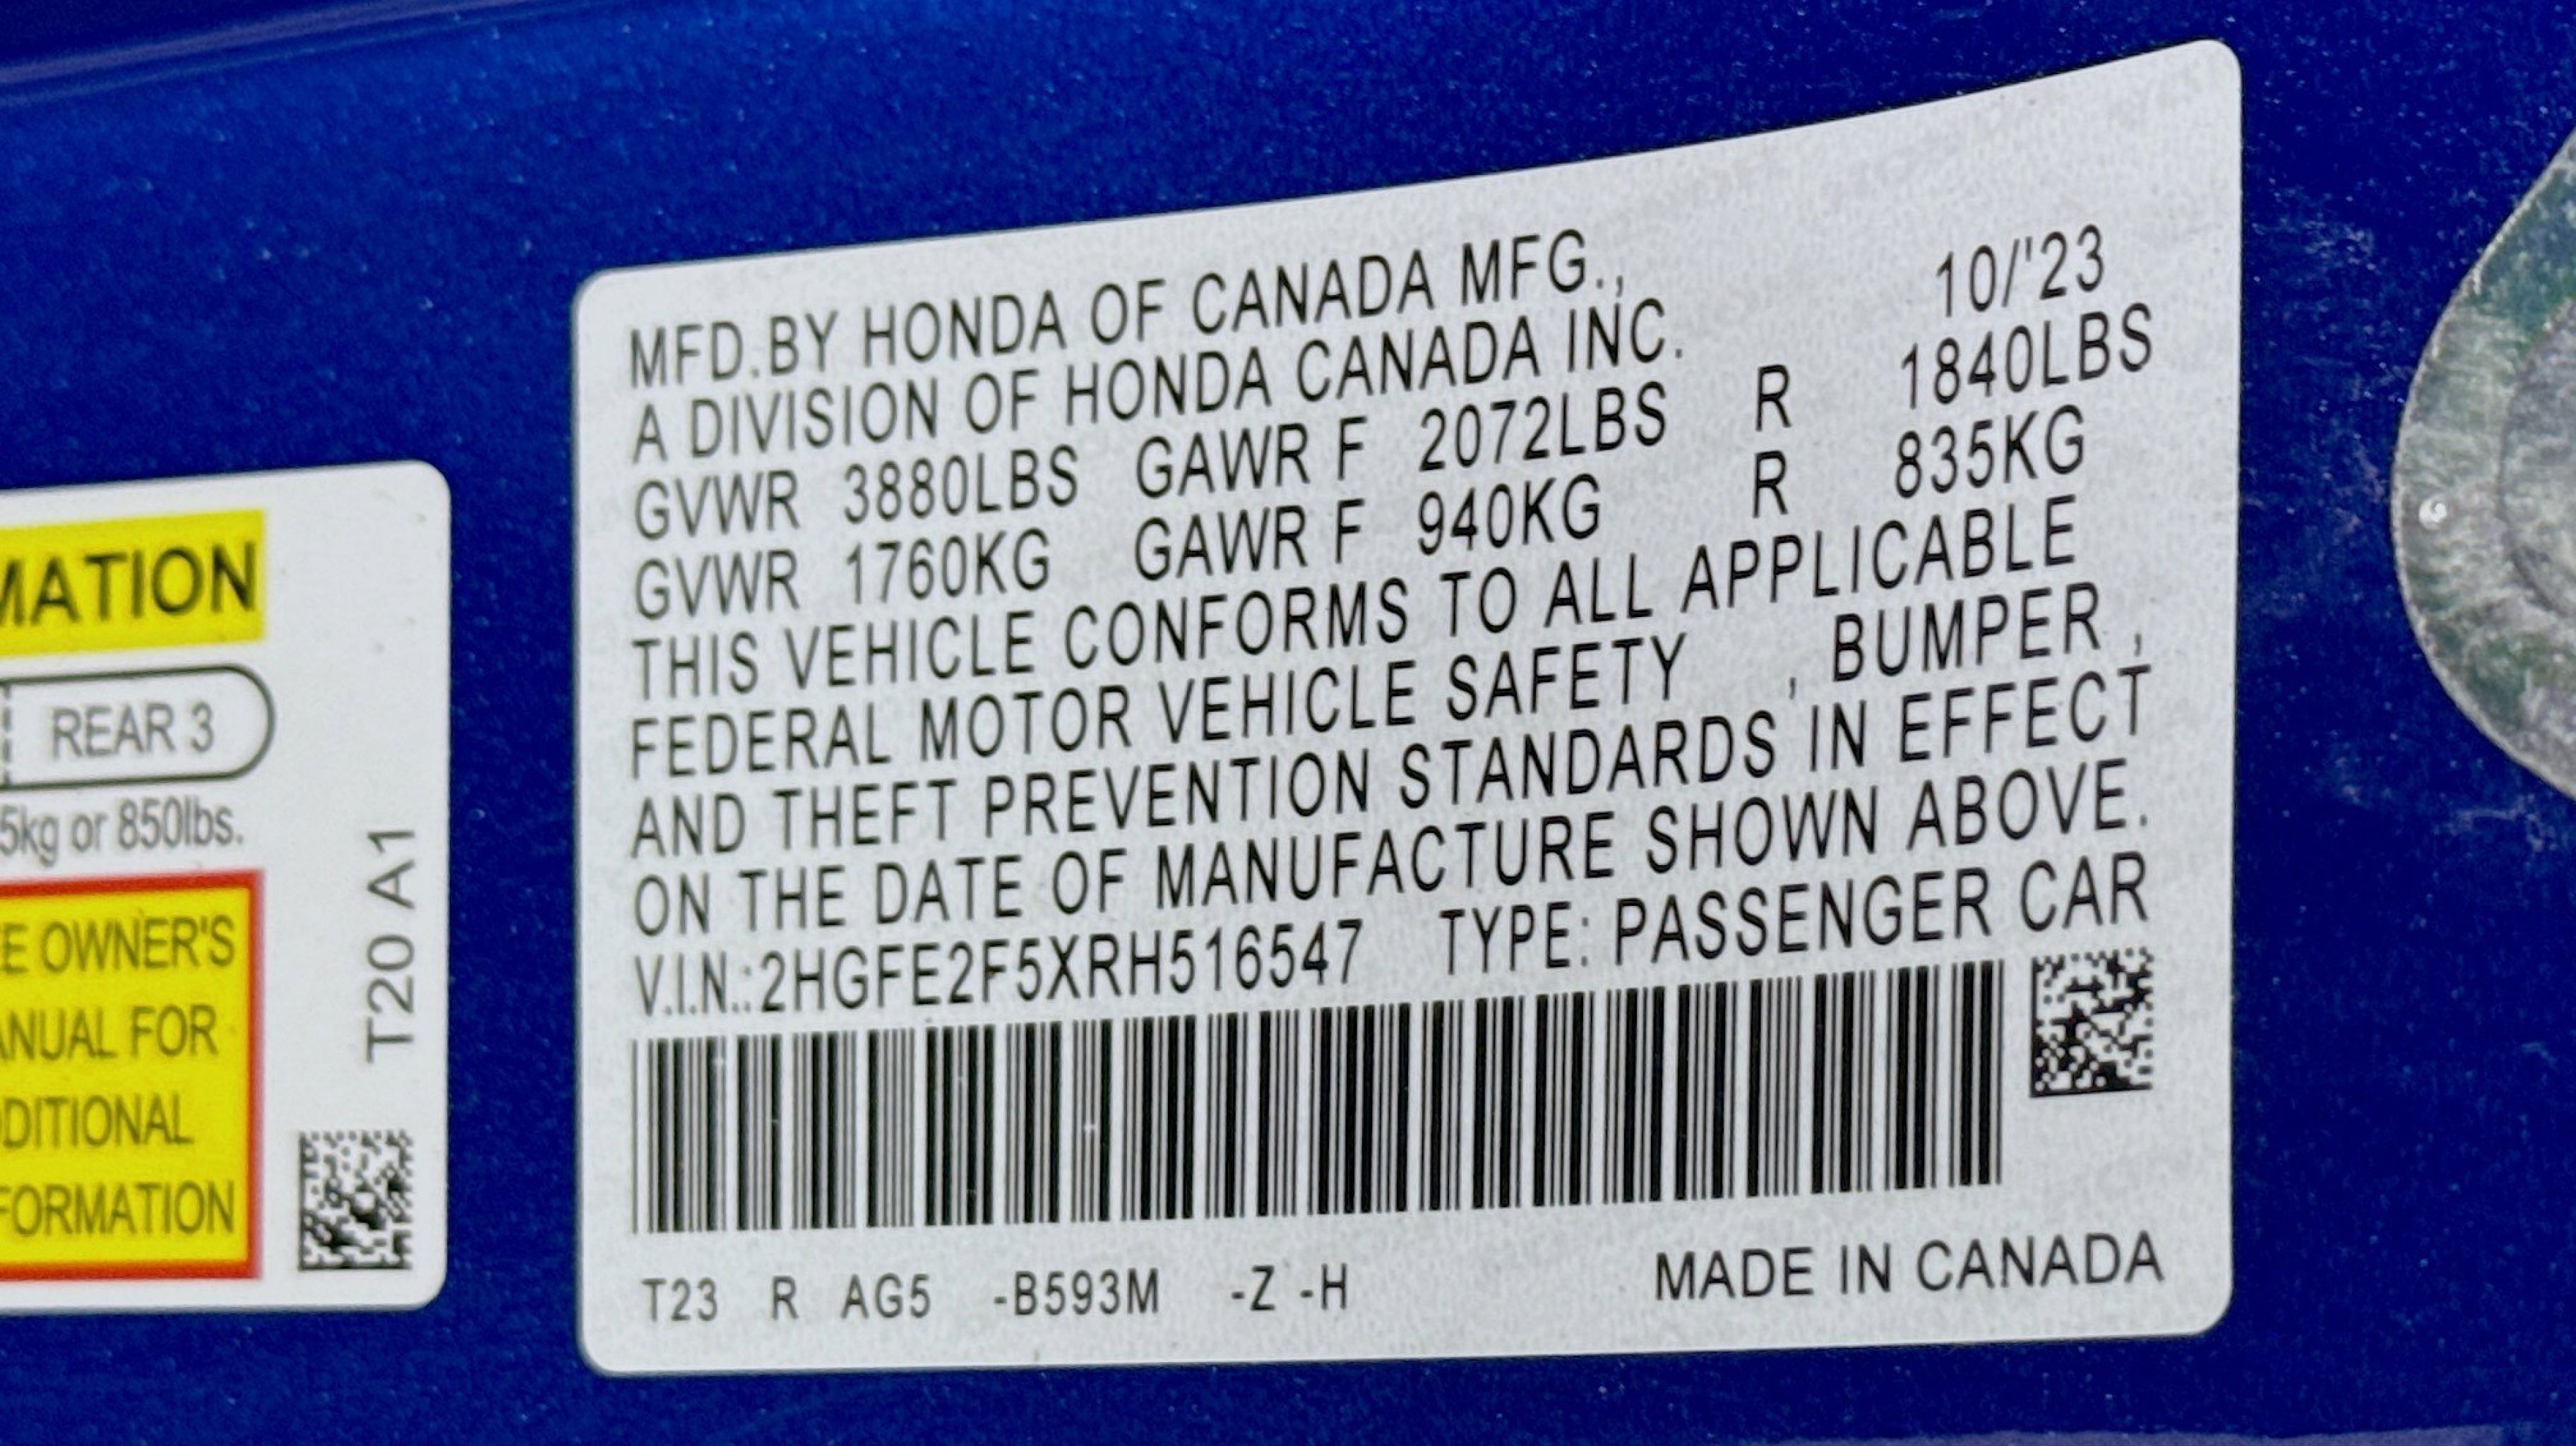 MATION
REAR 3
5kg or 850lbs.
E OWNER'S
ANUAL FOR
DITIONAL
FORMATION
T20 A1
MFD.BY HONDA OF CANADA MFG., 10/'23
A DIVISION OF HONDA CANADA INC.
GVWR 3880LBS GAWR F 2072LBS R 1840LBS
GVWR 1760KG GAWR F 940KG R 835KG
THIS VEHICLE CONFORMS TO ALL APPLICABLE
FEDERAL MOTOR VEHICLE SAFETY , BUMPER ,
AND THEFT PREVENTION STANDARDS IN EFFECT
ON THE DATE OF MANUFACTURE SHOWN ABOVE.
V.I.N.:2HGFE2F5XRH516547 TYPE: PASSENGER CAR
T23 R AG5 -B593M -Z -H MADE IN CANADA